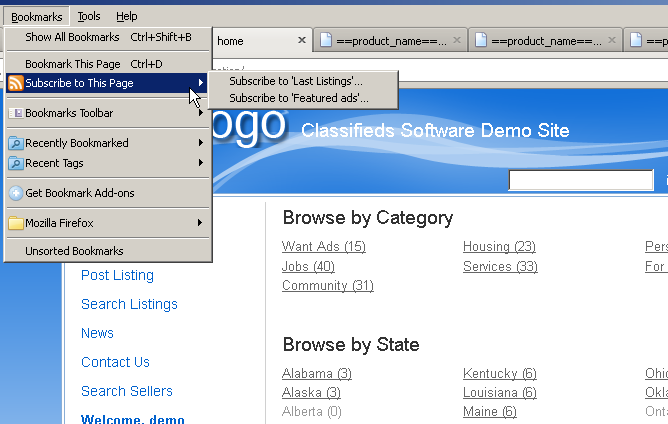 Bookmarks Tools Help
Show All Bookmarks Ctrl+Shift+B
home
==product_name==...
==product_name==...
==p
Bookmark This Page Ctrl+D
Subscribe to This Page
Subscribe to 'Last Listings'...
Subscribe to 'Featured ads'...
Bookmarks Toolbar
ogo Classifieds Software Demo Site
Recently Bookmarked
Recent Tags
Get Bookmark Add-ons
Mozilla Firefox
Unsorted Bookmarks
Post Listing
Search Listings
News
Contact Us
Search Sellers
Welcome, demo
Browse by Category
Want Ads (15) Housing (23) Pers
Jobs (40) Services (33) For
Community (31)
Browse by State
Alabama (3) Kentucky (6) Ohio
Alaska (3) Louisiana (6) Okla
Alberta (0) Maine (6) Onta